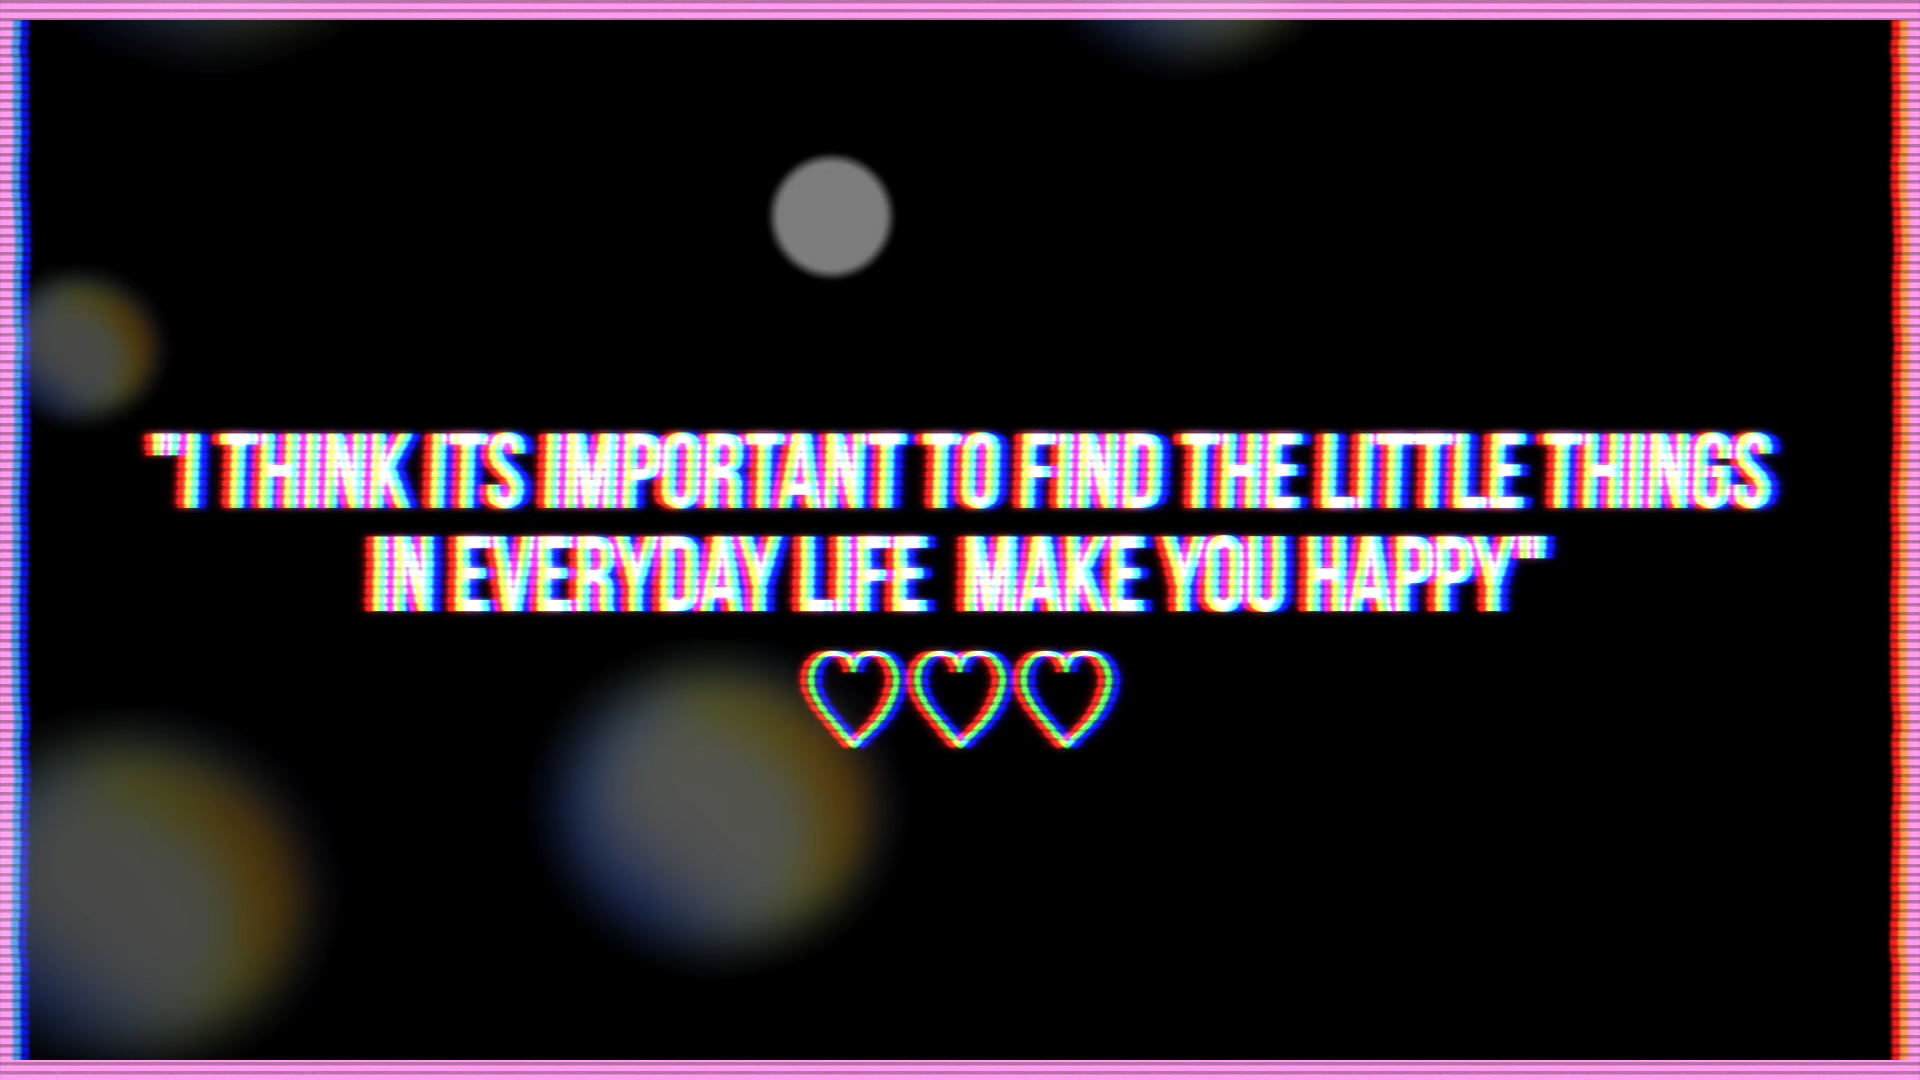 "I THINK ITS IMPORTANT TO FIND THE LITTLE THINGS
IN EVERYDAY LIFE  MAKE YOU HAPPY"
♡♡♡